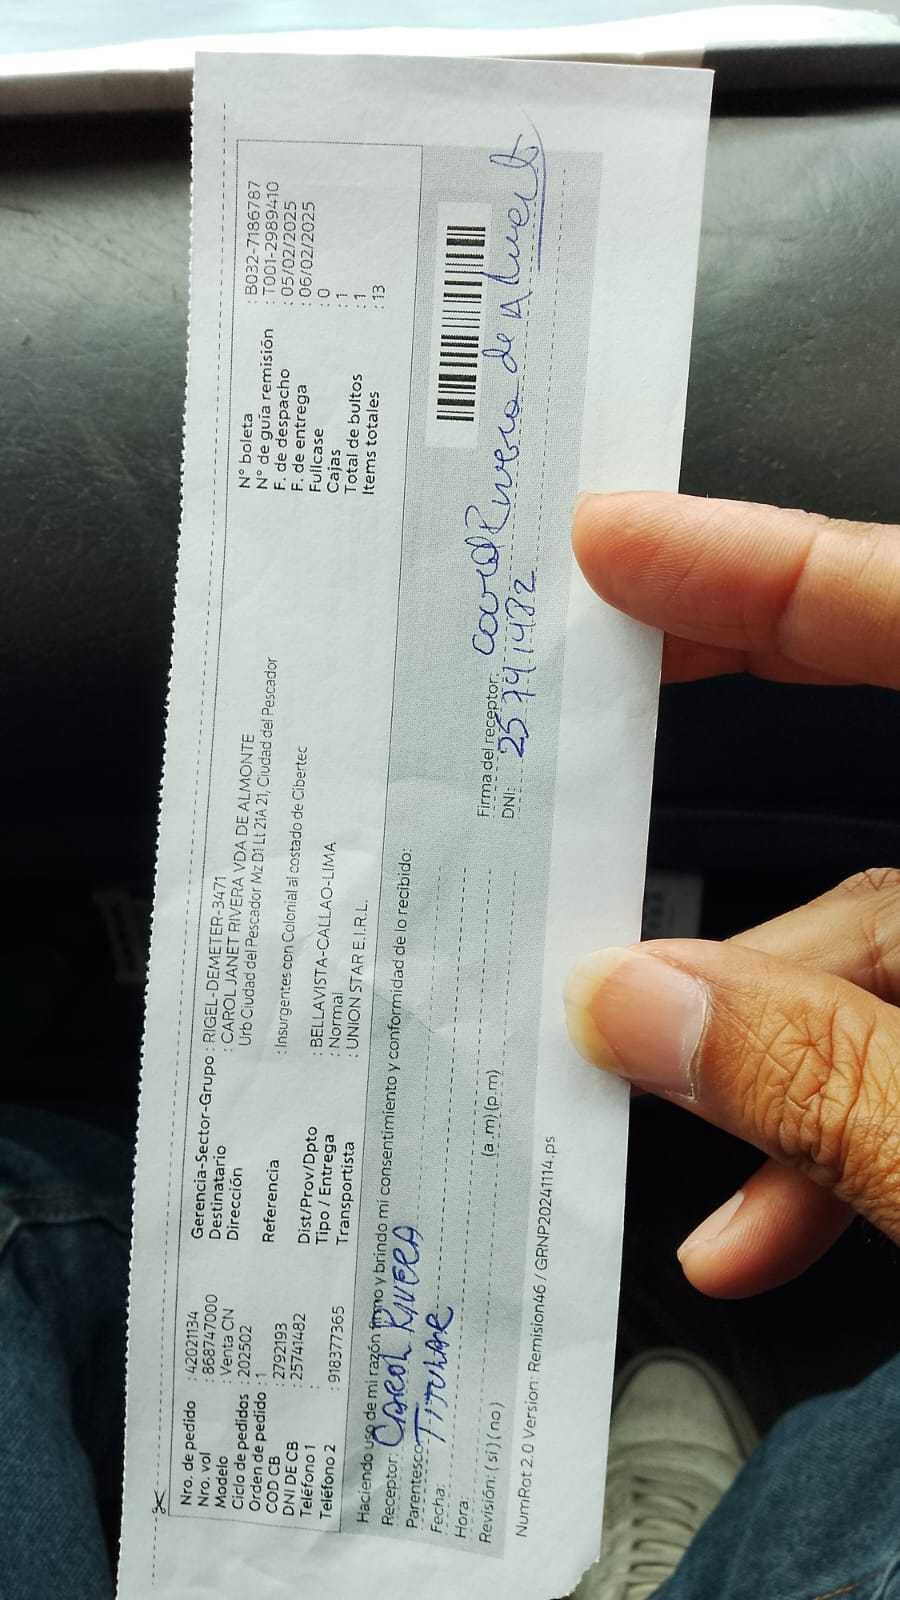 Nro. de pedido : 42021134
Nro. vol : 868747000
Modelo Venta CN
Ciclo de pedidos : 202502
Orden de pedido : 1
COD CB : 2792193
DNI DE CB : 25741482
Teléfono 1 :
Teléfono 2 : 918377365
Gerencia-Sector-Grupo : RIGEL-DEMETER-3471
Destinatario : CAROL JANET RIVERA VDA DE ALMONTE
Dirección Urb Ciudad del Pescador Mz D1 Lt 21A 21, Ciudad del Pescador
Referencia : Insurgentes con Colonial al costado de Cibertec
Dist/Prov/Dpto : BELLAVISTA-CALLAO-LIMA
Tipo / Entrega : Normal
Transportista : UNION STAR E.I.R.L.
N° boleta : B032-7186787
N° de guía remisión : T001-2989410
F. de despacho : 05/02/2025
F. de entrega : 06/02/2025
Fullcase : 0
Cajas : 1
Total de bultos : 1
Items totales : 13
Haciendo uso de mi razón firmo y brindo mi consentimiento y conformidad de lo recibido:
Receptor: CAROL RIVERA
Parentesco TITULAR
Fecha:
Hora: (a.m) (p.m)
Revisión: (si) (no)
Firma del receptor: Carol Rivera de
DNI: 25741482
NumRot 2.0 Version: Remision46 / GRNP20241114.ps